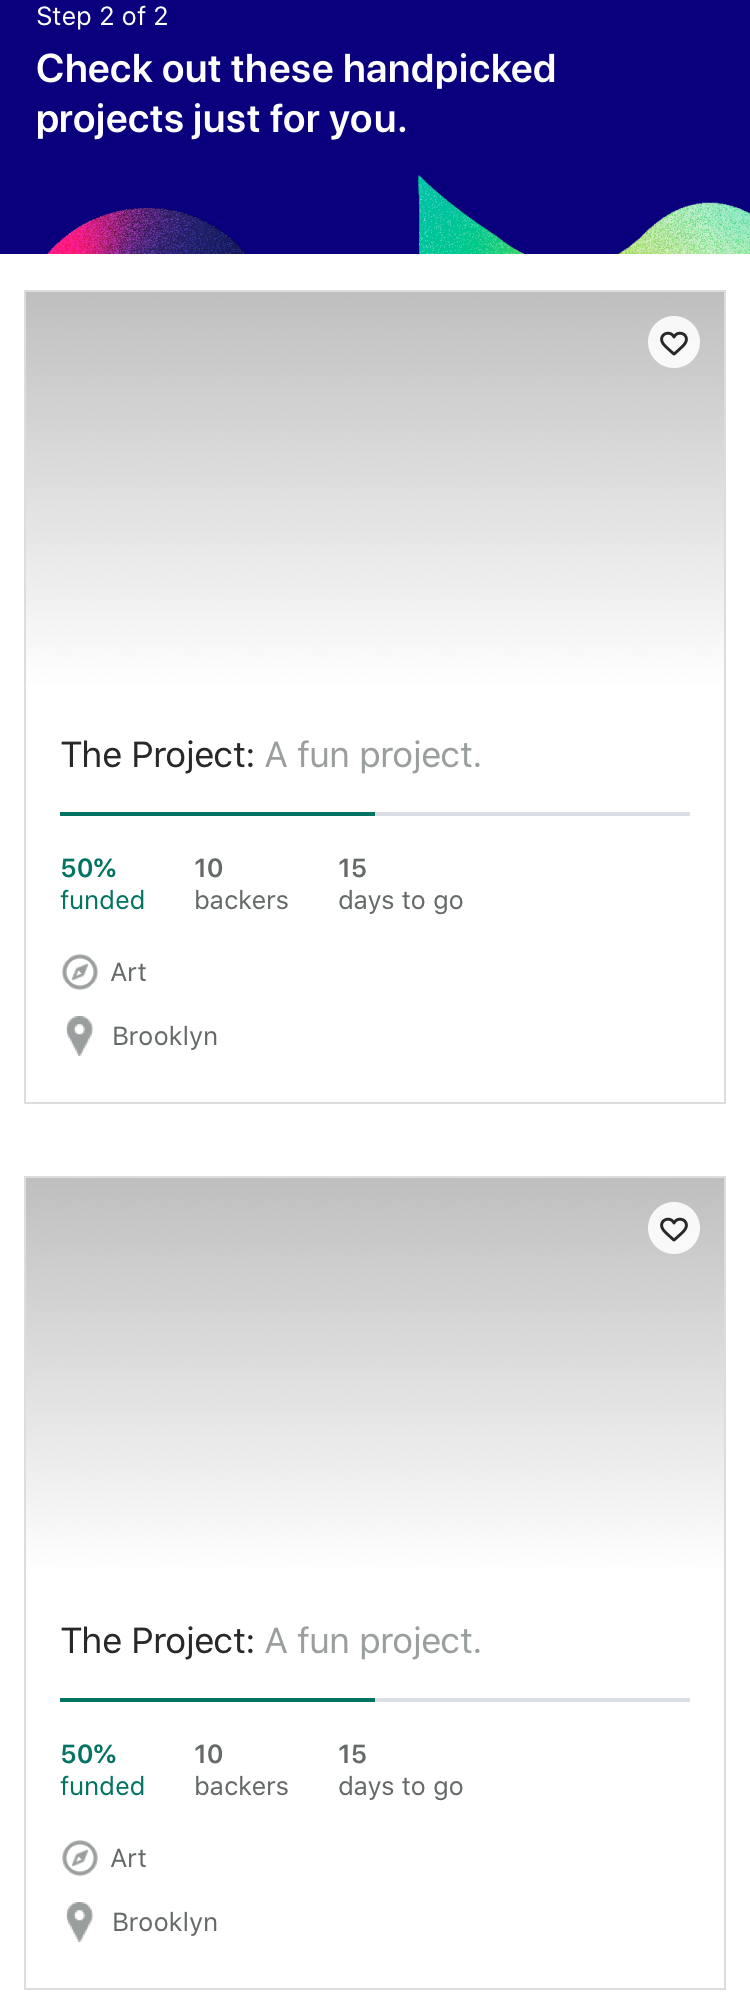 Step 2 of 2
Check out these handpicked
projects just for you.
The Project: A fun project.
50% 10 15
funded backers days to go
Art
Brooklyn
The Project: A fun project.
50% 10 15
funded backers days to go
Art
Brooklyn